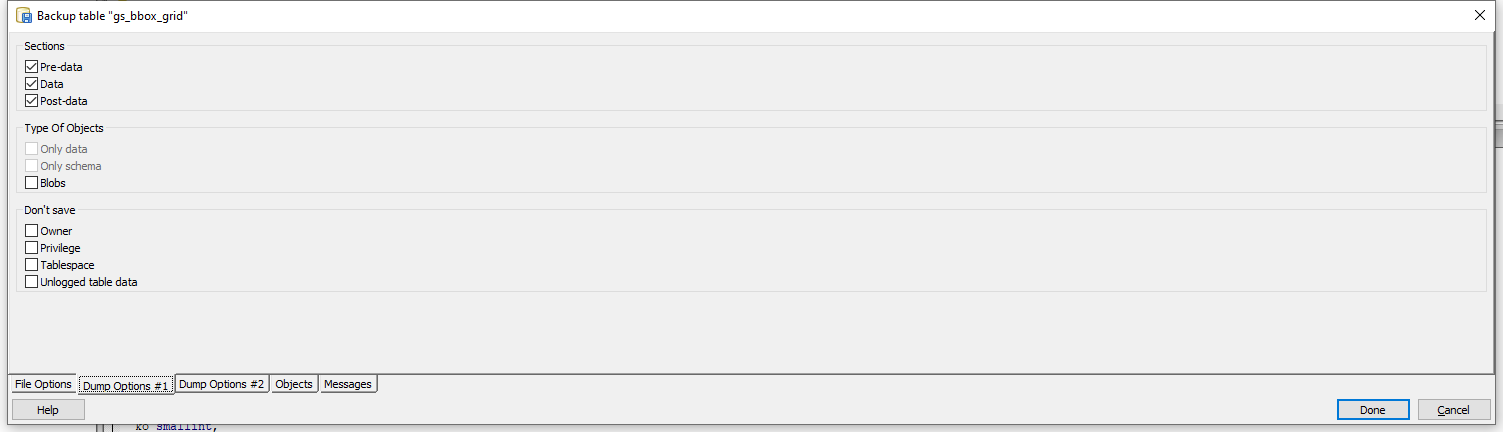 Backup table "gs_bbox_grid"
Sections
Pre-data
Data
Post-data
Type Of Objects
Only data
Only schema
Blobs
Don't save
Owner
Privilege
Tablespace
Unlogged table data
File Options Dump Options #1 Dump Options #2 Objects Messages
Help Done Cancel
ko smallint,